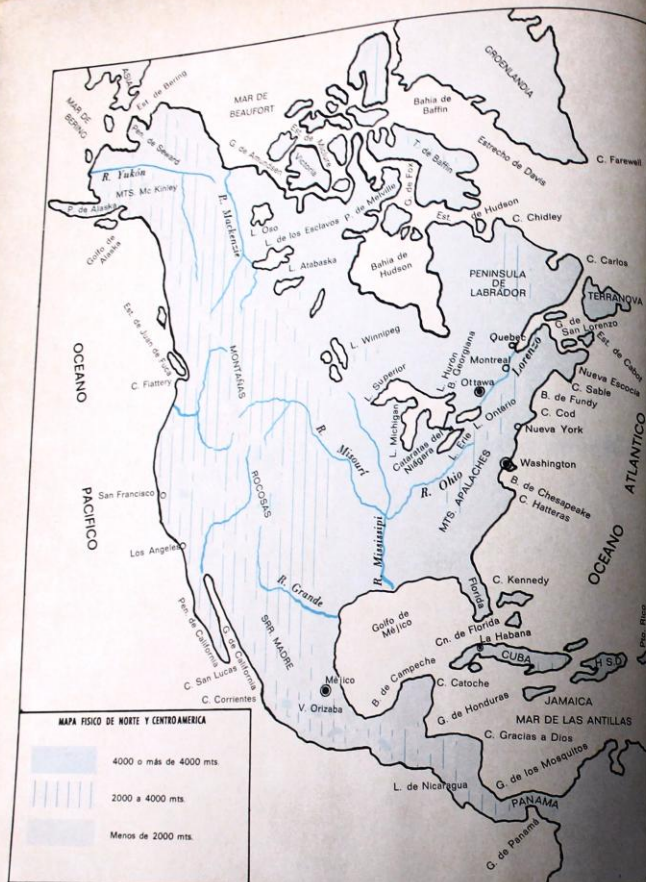 ASIA
Est. de Bering
MAR DE
BERING
MAR DE
BEAUFORT
GROENLANDIA
Bahia de
Baffin
Estrecho de Davis
C. Farewell
Pen. de Seward
G. de Amundsen
Victoria
T. de Baffin
G. de Fox
R. Yukón
MTS. Mc Kinley
P. de Alaska
Golfo de
Alaska
L. Oso
L. de los Esclavos
P. de Melville
Est. de Hudson
C. Chidley
L. Atabaska
Bahia de
Hudson
PENINSULA
DE
LABRADOR
C. Carlos
TERRANOVA
G. de
San Lorenzo
Est. de Cabot
Est. de Juan de Fuca
C. Flattery
OCEANO
PACIFICO
MONTAÑAS
ROCOSAS
L. Winnipeg
L. Superior
L. Michigan
L. Hurón
B. Georgiana
Quebec
Montreal
Lorenzo
Ottawa
L. Ontario
L. Erie
Cataratas del
Niágara
Nueva Escocia
C. Sable
B. de Fundy
C. Cod
Nueva York
Washington
B. de Chesapeake
C. Hatteras
OCEANO
ATLANTICO
R. Misourí
R. Ohio
MTS. APALACHES
R. Mississipi
San Francisco
Los Angeles
R. Grande
Pen. de California
G. de California
SRR. MADRE
C. San Lucas
C. Corrientes
Golfo de
Méjico
Florida
C. Kennedy
Cn. de Florida
La Habana
CUBA
H.S.D.
Pto. Rico
Méjico
V. Orizaba
B. de Campeche
C. Catoche
G. de Honduras
JAMAICA
MAR DE LAS ANTILLAS
C. Gracias a Dios
G. de los Mosquitos
L. de Nicaragua
PANAMA
G. de Panamá
MAPA FISICO DE NORTE Y CENTROAMERICA
4000 o más de 4000 mts.
2000 a 4000 mts.
Menos de 2000 mts.